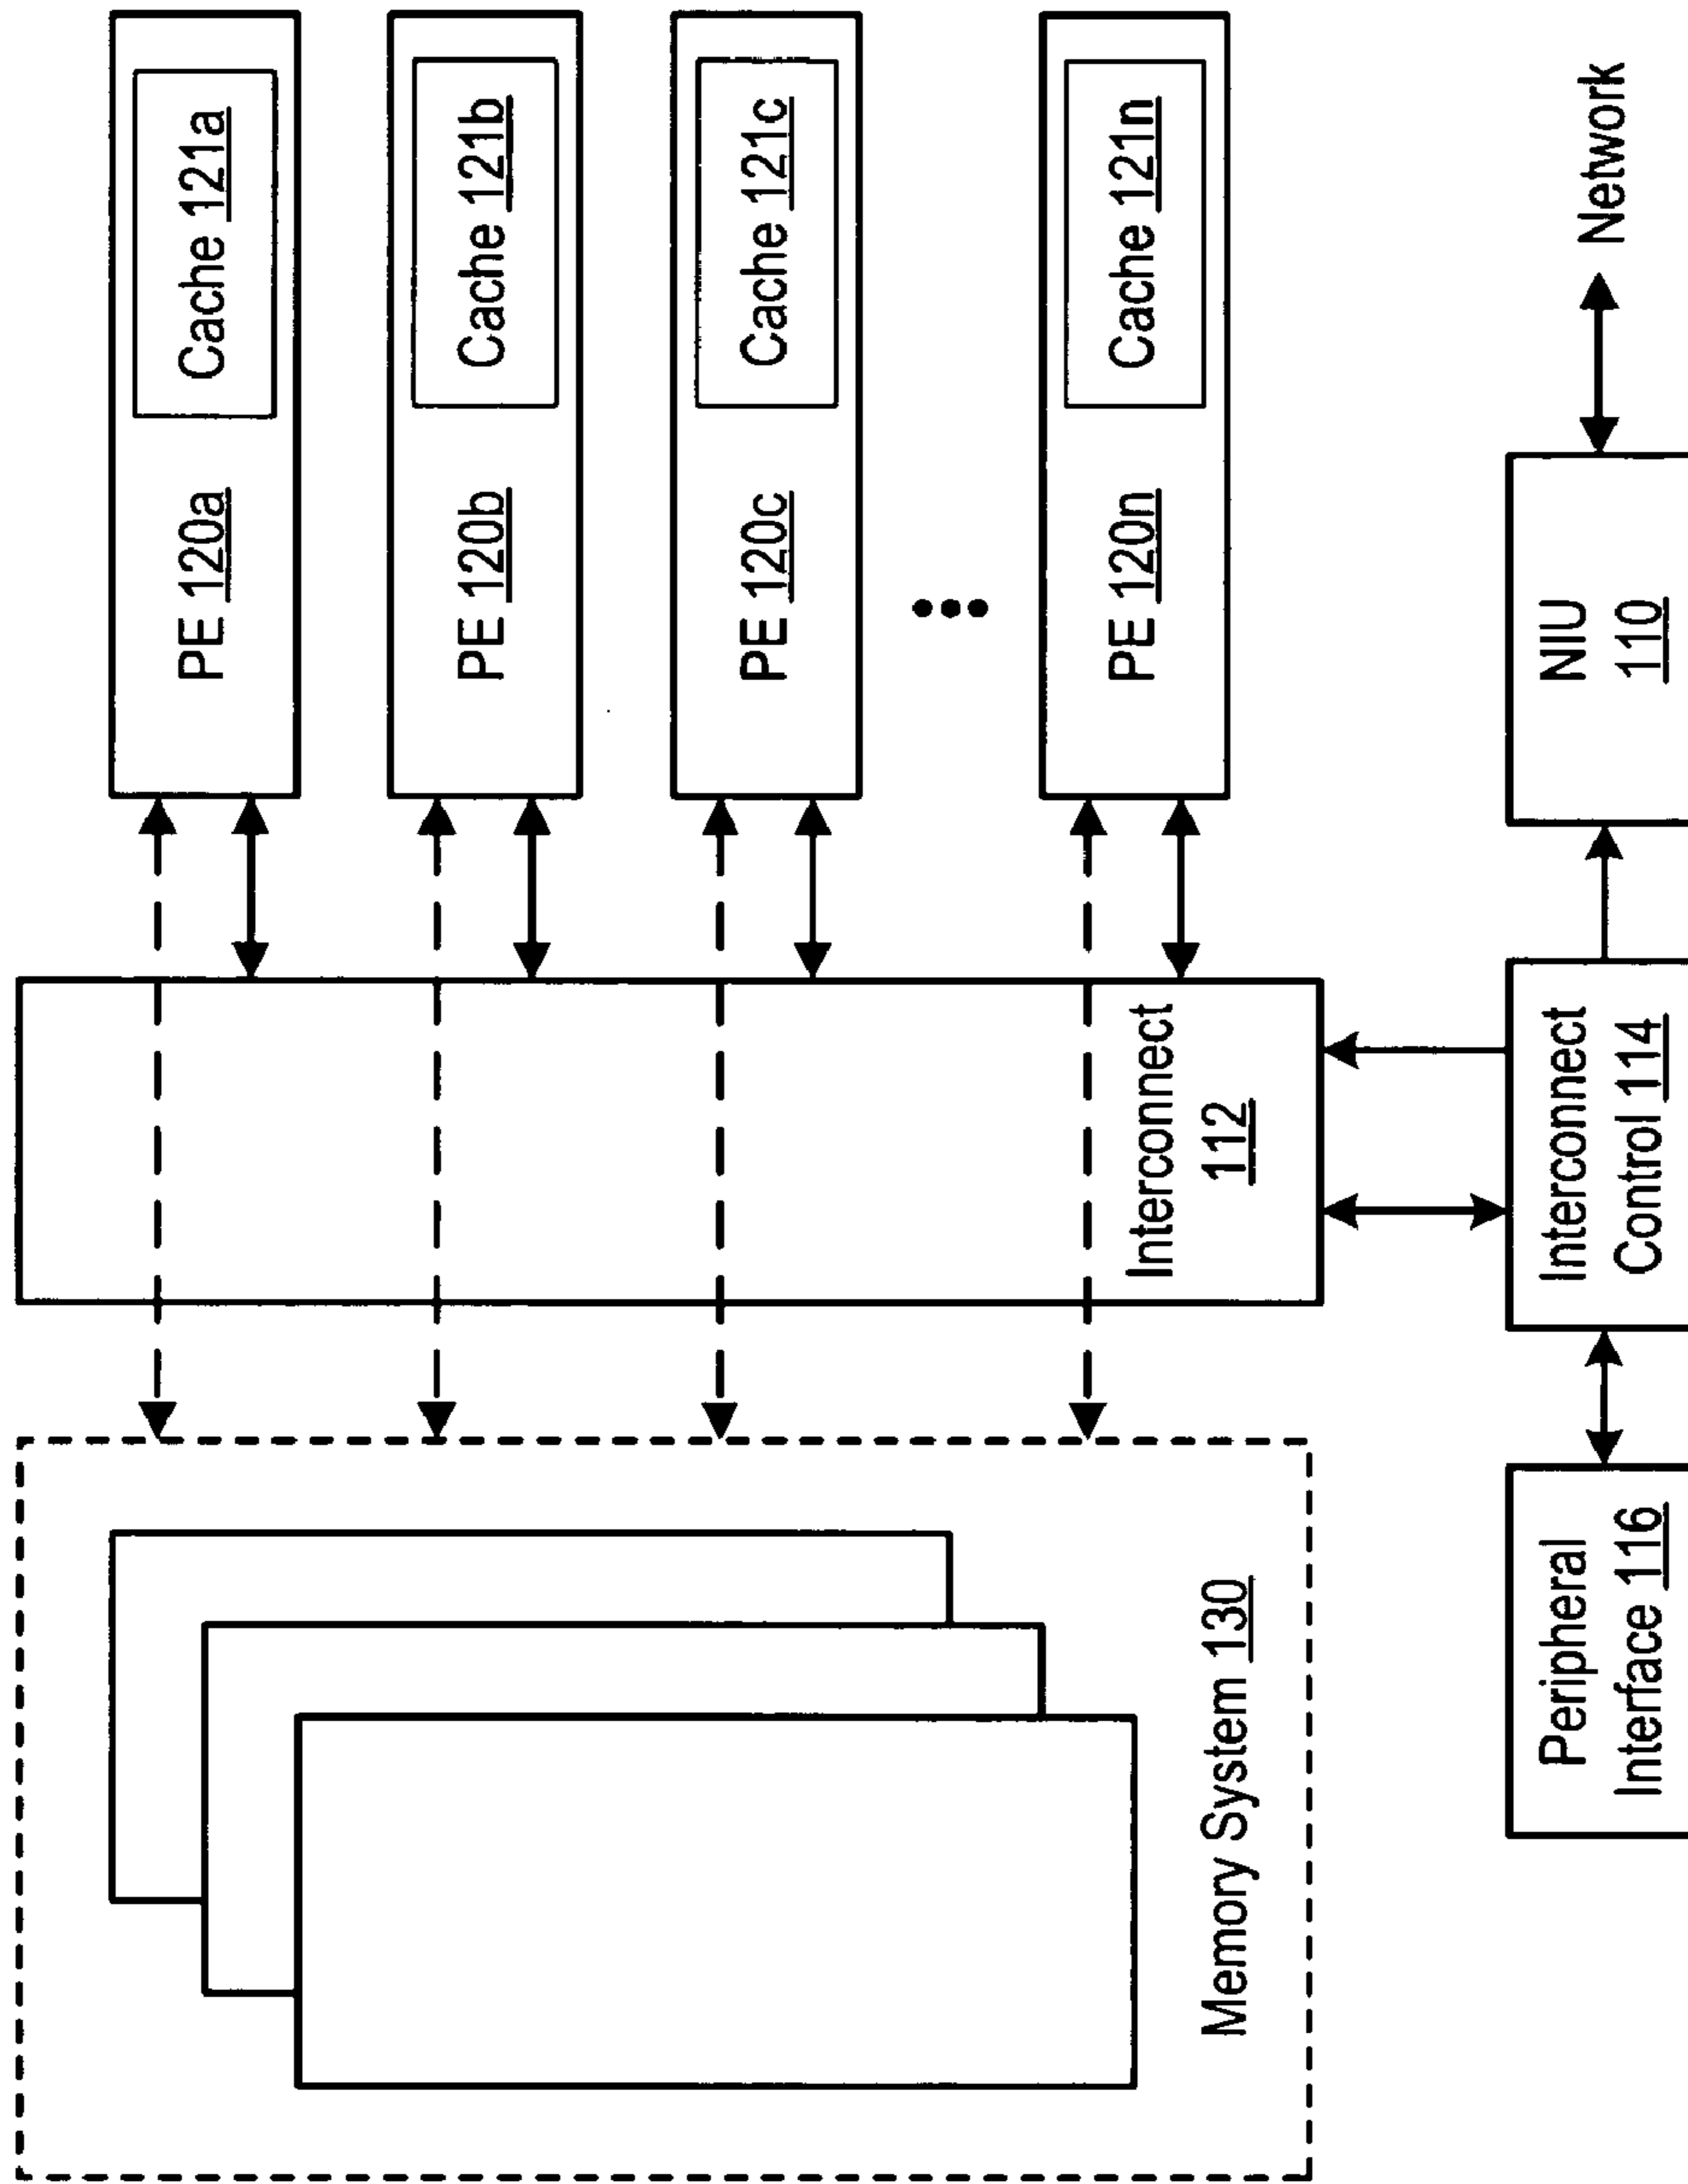 PE 120a
Cache 121a
PE 120b
Cache 121b
PE 120c
Cache 121c
PE 120n
Cache 121n
Interconnect
112
Memory System 130
Peripheral
Interface 116
Interconnect
Control 114
NIU
110
Network